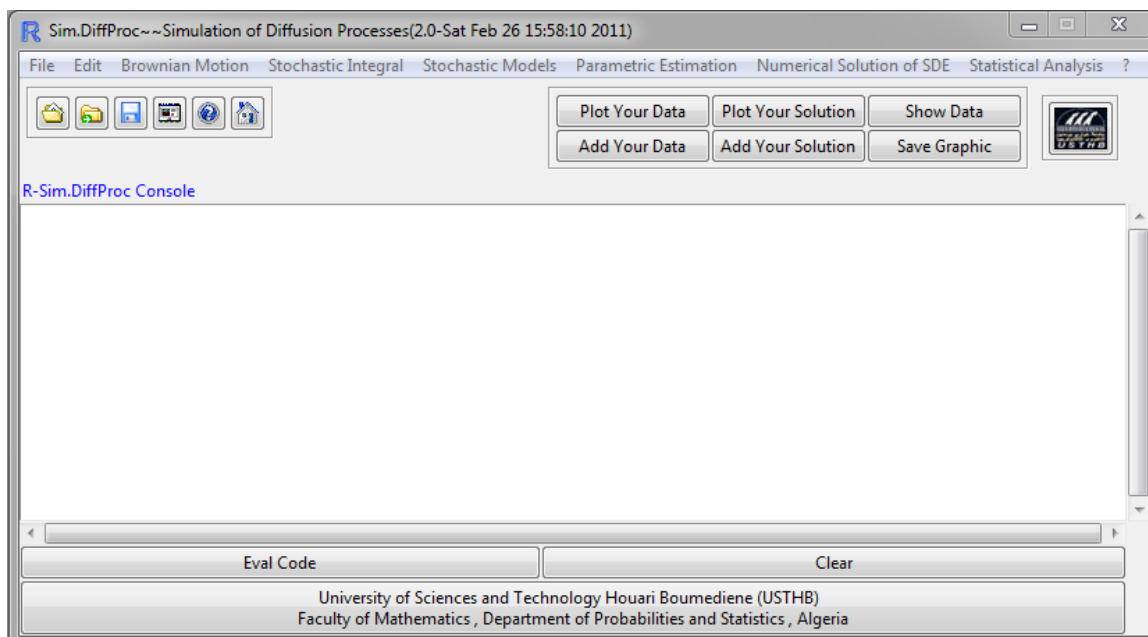 Sim.DiffProc~~Simulation of Diffusion Processes(2.0-Sat Feb 26 15:58:10 2011)
File Edit Brownian Motion Stochastic Integral Stochastic Models Parametric Estimation Numerical Solution of SDE Statistical Analysis ?
Plot Your Data Plot Your Solution Show Data
Add Your Data Add Your Solution Save Graphic
USTHB
R-Sim.DiffProc Console
Eval Code Clear
University of Sciences and Technology Houari Boumediene (USTHB)
Faculty of Mathematics , Department of Probabilities and Statistics , Algeria